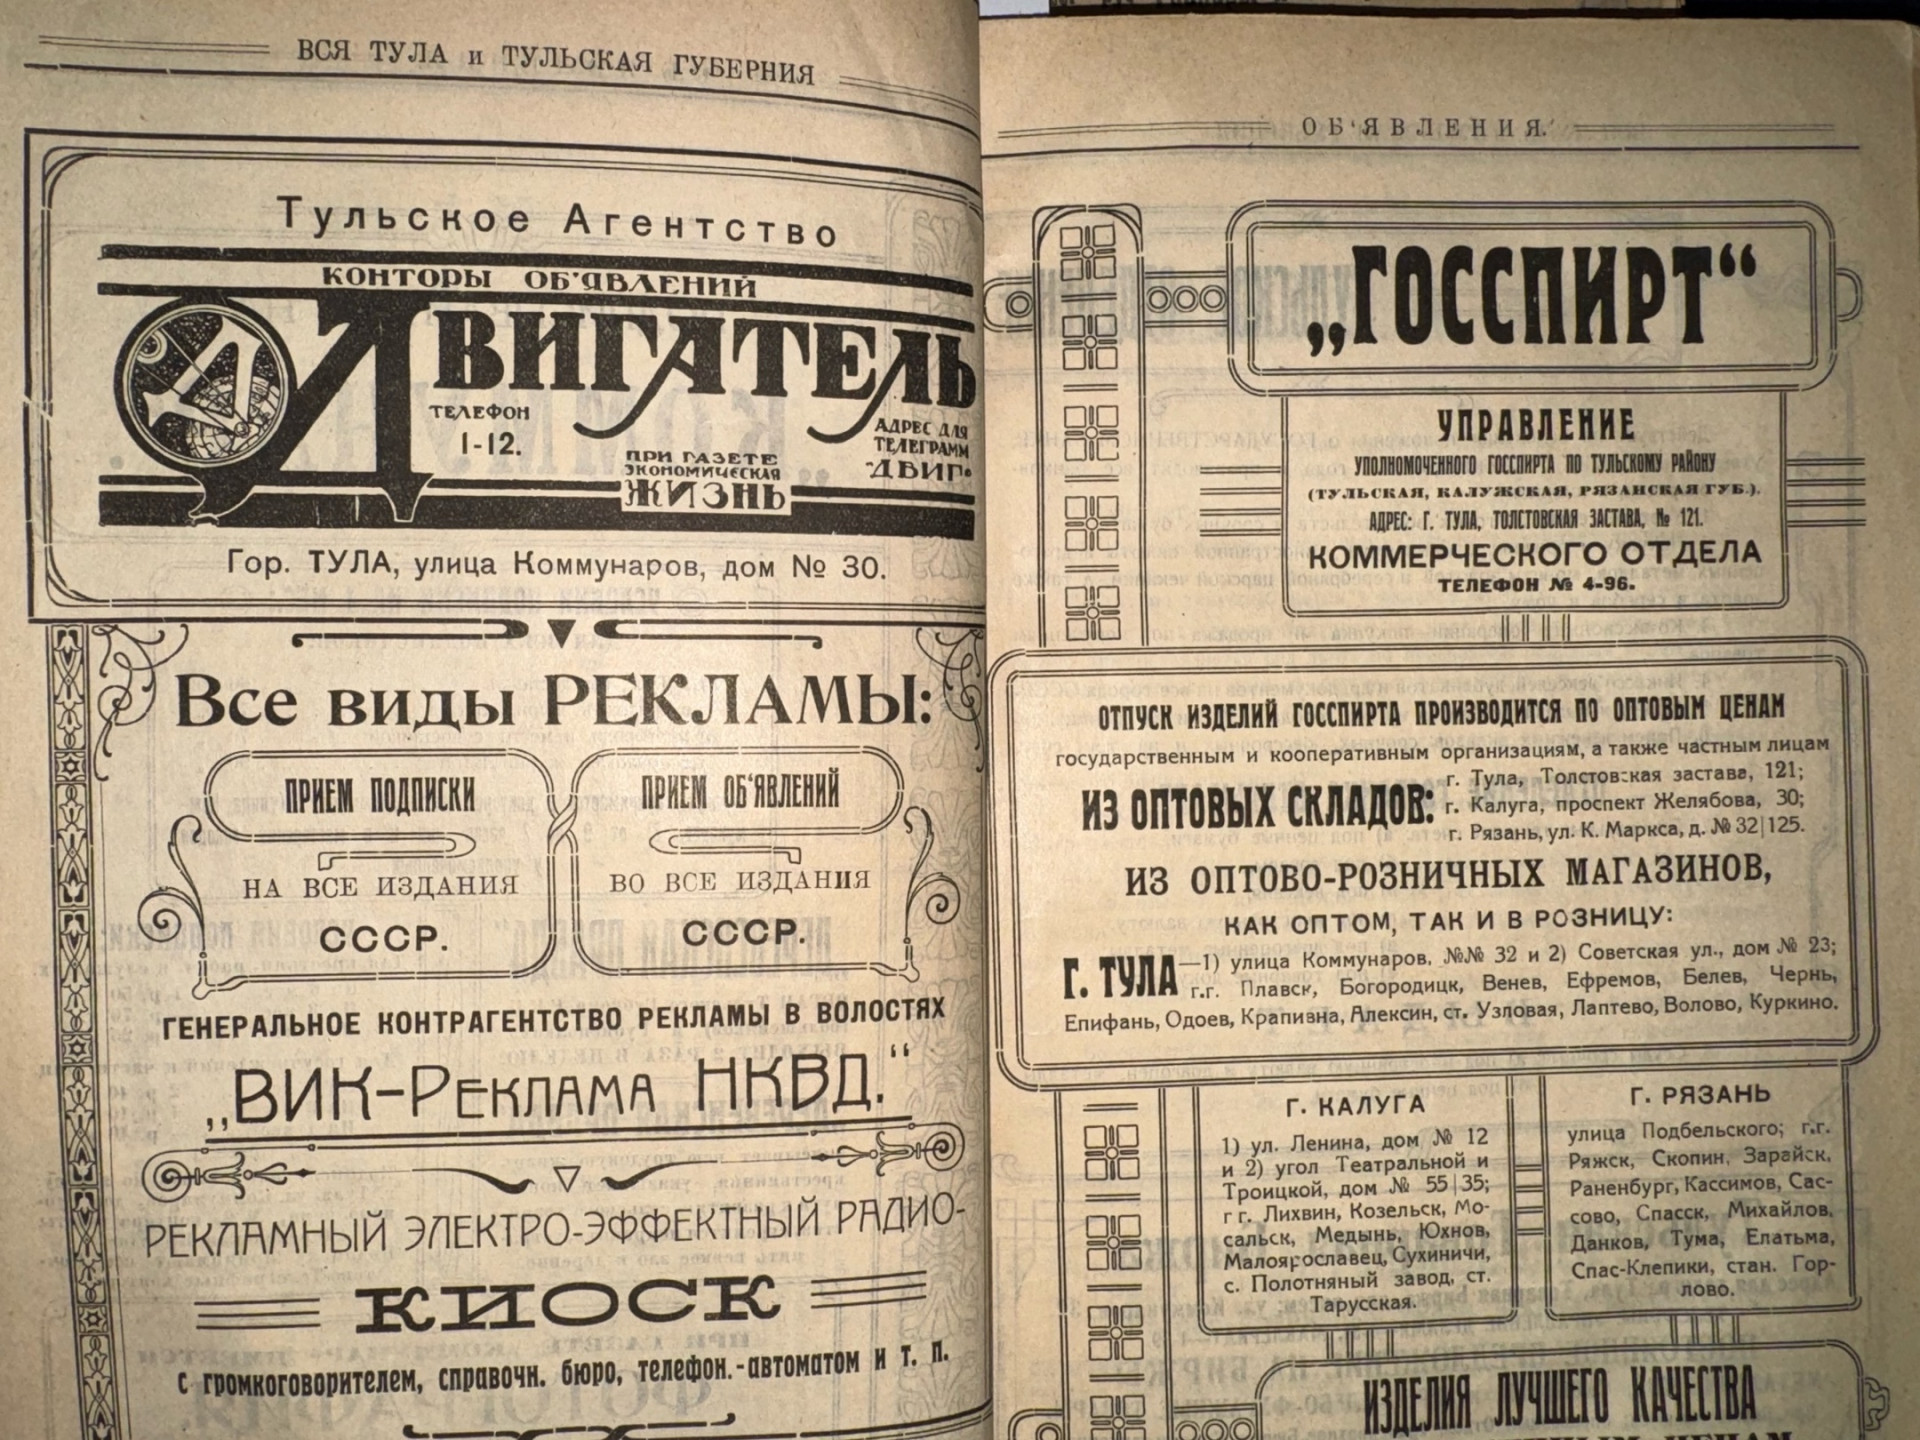 ВСЯ ТУЛА и ТУЛЬСКАЯ ГУБЕРНИЯ
Тульское Агентство
КОНТОРЫ ОБ'ЯВЛЕНИЙ
ДВИГАТЕЛЬ
ТЕЛЕФОН
1-12.
ПРИ ГАЗЕТЕ
ЭКОНОМИЧЕСКАЯ
ЖИЗНЬ
АДРЕС ДЛЯ
ТЕЛЕГРАММ
"ДВИГ"
Гор. ТУЛА, улица Коммунаров, дом № 30.
Все виды РЕКЛАМЫ:
ПРИЕМ ПОДПИСКИ
НА ВСЕ ИЗДАНИЯ
СССР.
ПРИЕМ ОБ'ЯВЛЕНИЙ
ВО ВСЕ ИЗДАНИЯ
СССР.
ГЕНЕРАЛЬНОЕ КОНТРАГЕНТСТВО РЕКЛАМЫ В ВОЛОСТЯХ
„ВИК-РЕКЛАМА НКВД."
РЕКЛАМНЫЙ ЭЛЕКТРО-ЭФФЕКТНЫЙ РАДИО-
КИОСК
с громкоговорителем, справочн. бюро, телефон.-автоматом и т. п.
ОБ'ЯВЛЕНИЯ.
„ГОССПИРТ“
УПРАВЛЕНИЕ
УПОЛНОМОЧЕННОГО ГОССПИРТА ПО ТУЛЬСКОМУ РАЙОНУ
(ТУЛЬСКАЯ, КАЛУЖСКАЯ, РЯЗАНСКАЯ ГУБ.).
АДРЕС: Г. ТУЛА, ТОЛСТОВСКАЯ ЗАСТАВА, № 121.
КОММЕРЧЕСКОГО ОТДЕЛА
ТЕЛЕФОН № 4-96.
ОТПУСК ИЗДЕЛИЙ ГОССПИРТА ПРОИЗВОДИТСЯ ПО ОПТОВЫМ ЦЕНАМ
государственным и кооперативным организациям, а также частным лицам
ИЗ ОПТОВЫХ СКЛАДОВ:
г. Тула, Толстовская застава, 121;
г. Калуга, проспект Желябова, 30;
г. Рязань, ул. К. Маркса, д. № 32|125.
ИЗ ОПТОВО-РОЗНИЧНЫХ МАГАЗИНОВ,
КАК ОПТОМ, ТАК И В РОЗНИЦУ:
Г. ТУЛА—1) улица Коммунаров, №№ 32 и 2) Советская ул., дом № 23;
г.г. Плавск, Богородицк, Венев, Ефремов, Белев, Чернь,
Епифань, Одоев, Крапивна, Алексин, ст. Узловая, Лаптево, Волово, Куркино.
Г. КАЛУГА
1) ул. Ленина, дом № 12
и 2) угол Театральной и
Троицкой, дом № 55|35;
г г. Лихвин, Козельск, Мо-
сальск, Медынь, Юхнов,
Малоярославец, Сухиничи,
с. Полотняный завод, ст.
Тарусская.
Г. РЯЗАНЬ
улица Подбельского; г.г.
Ряжск, Скопин, Зарайск,
Раненбург, Кассимов, Сас-
сово, Спасск, Михайлов,
Данков, Тума, Елатьма,
Спас-Клепики, стан. Гор-
лово.
ИЗДЕЛИЯ ЛУЧШЕГО КАЧЕСТВА